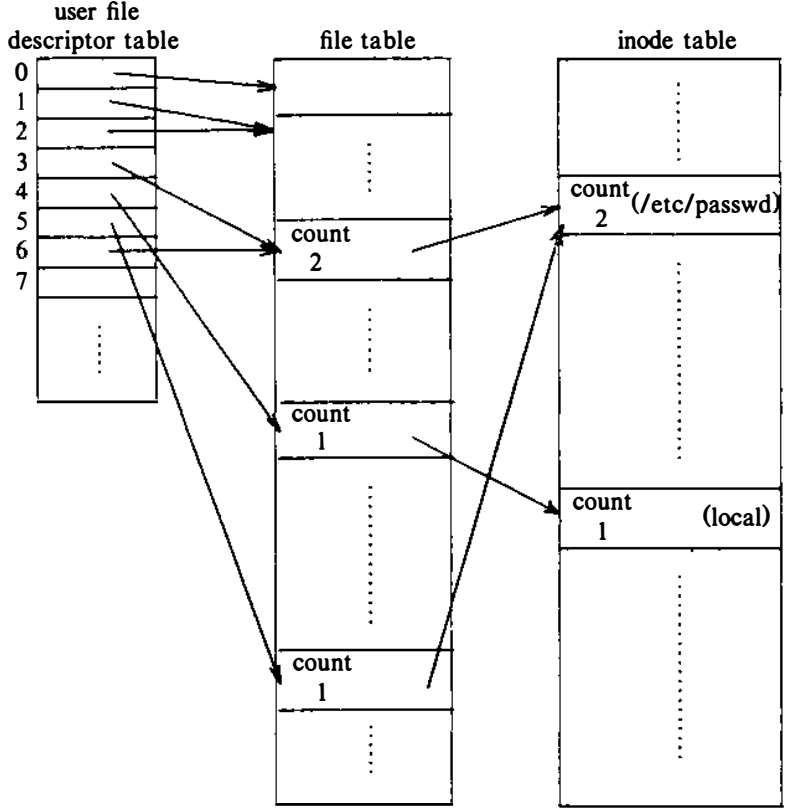 user file
descriptor table
file table
inode table
0
1
2
3
4
5
6
7
count
2
count
1
count
1
count (/etc/passwd)
2
count
1 (local)